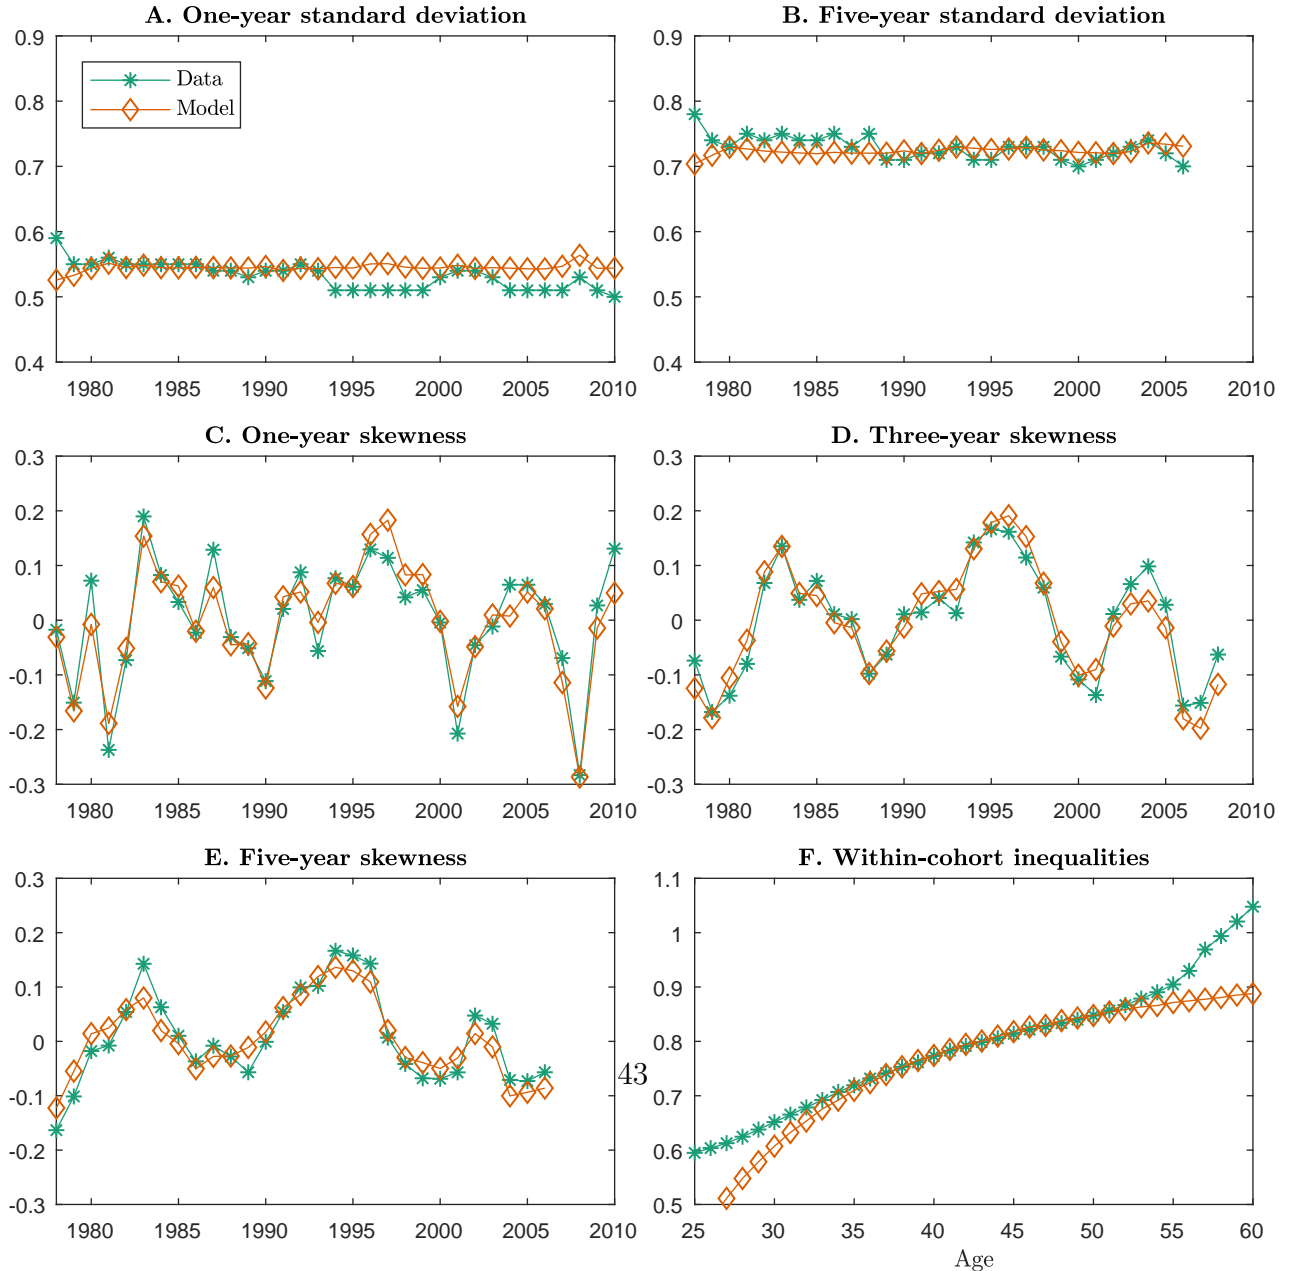 A. One-year standard deviation
0.9
0.8
0.7
0.6
0.5
0.4
Data
Model
1980 1985 1990 1995 2000 2005 2010
B. Five-year standard deviation
0.9
0.8
0.7
0.6
0.5
0.4
1980 1985 1990 1995 2000 2005 2010
C. One-year skewness
0.3
0.2
0.1
0
-0.1
-0.2
-0.3
1980 1985 1990 1995 2000 2005 2010
D. Three-year skewness
0.3
0.2
0.1
0
-0.1
-0.2
-0.3
1980 1985 1990 1995 2000 2005 2010
E. Five-year skewness
0.3
0.2
0.1
0
-0.1
-0.2
-0.3
1980 1985 1990 1995 2000 2005 2010
43
F. Within-cohort inequalities
1.1
1
0.9
0.8
0.7
0.6
0.5
25 30 35 40 45 50 55 60
Age